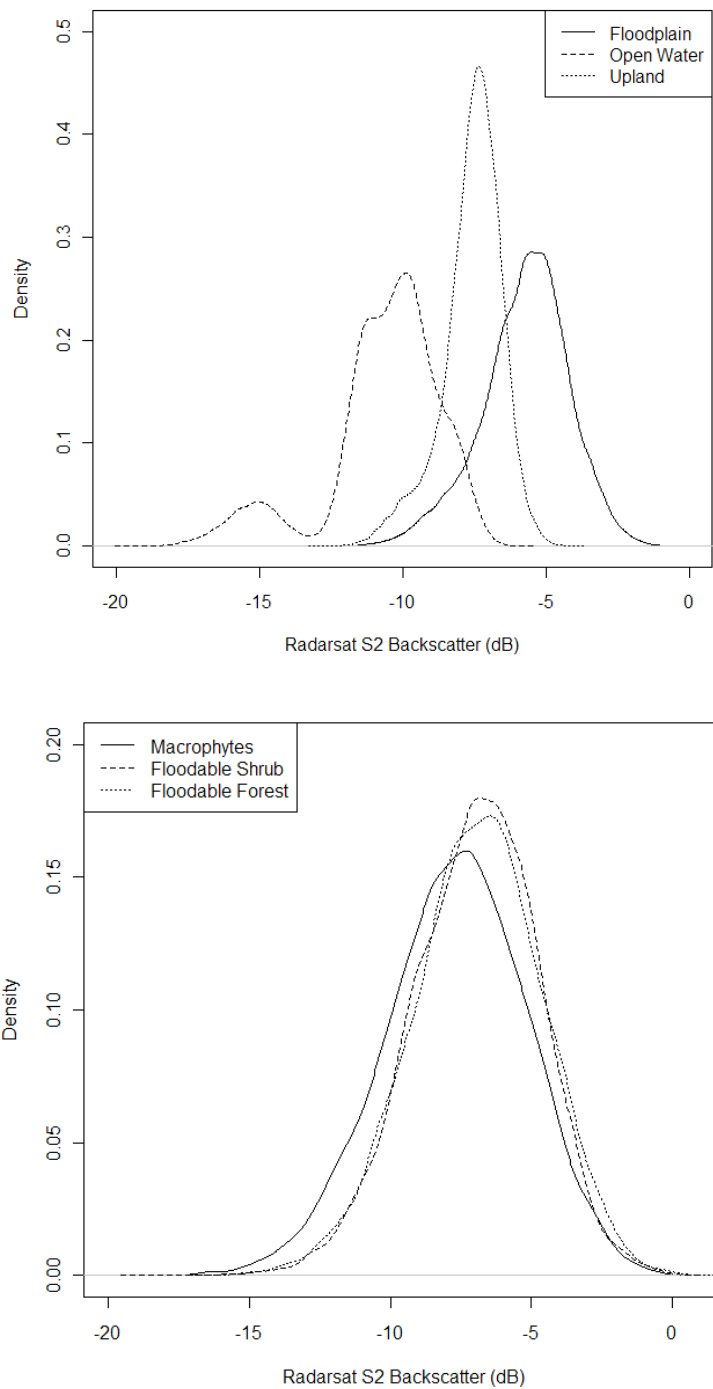 0.5
0.4
0.3
0.2
0.1
0.0
Density
Floodplain
Open Water
Upland
-20 -15 -10 -5 0
Radarsat S2 Backscatter (dB)
0.20
0.15
0.10
0.05
0.00
Density
Macrophytes
Floodable Shrub
Floodable Forest
-20 -15 -10 -5 0
Radarsat S2 Backscatter (dB)